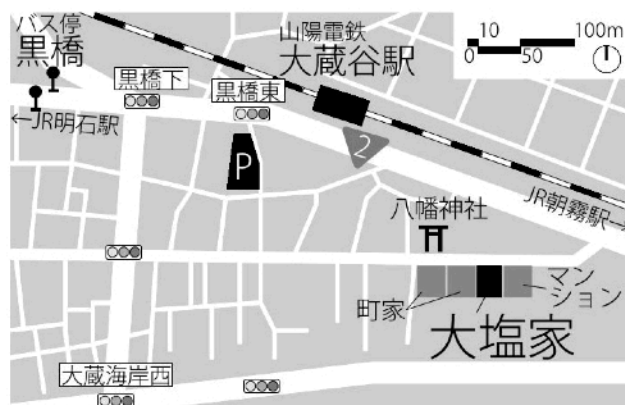 バス停
黒橋
←JR明石駅
黒橋下
黒橋東
山陽電鉄
大蔵谷駅
10
100m
0
50
P
2
JR朝霧駅→
八幡神社
町家
マン
ション
大塩家
大蔵海岸西